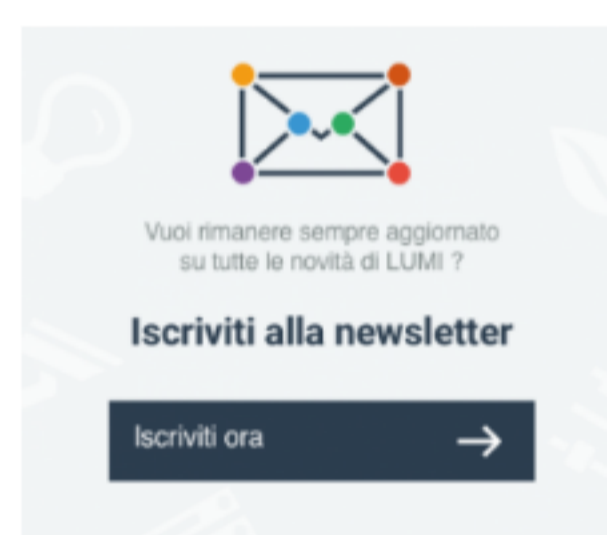 Vuoi rimanere sempre aggiornato
su tutte le novità di LUMI ?
Iscriviti alla newsletter
Iscriviti ora